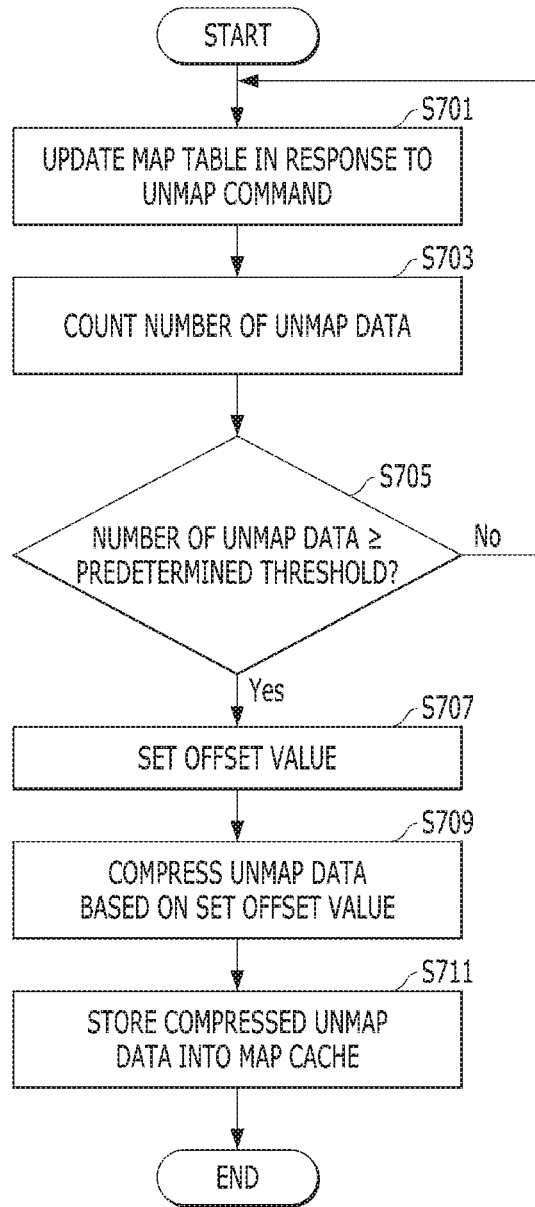 START
S701
UPDATE MAP TABLE IN RESPONSE TO
UNMAP COMMAND
S703
COUNT NUMBER OF UNMAP DATA
S705
NUMBER OF UNMAP DATA ≥
PREDETERMINED THRESHOLD?
No
Yes
S707
SET OFFSET VALUE
S709
COMPRESS UNMAP DATA
BASED ON SET OFFSET VALUE
S711
STORE COMPRESSED UNMAP
DATA INTO MAP CACHE
END